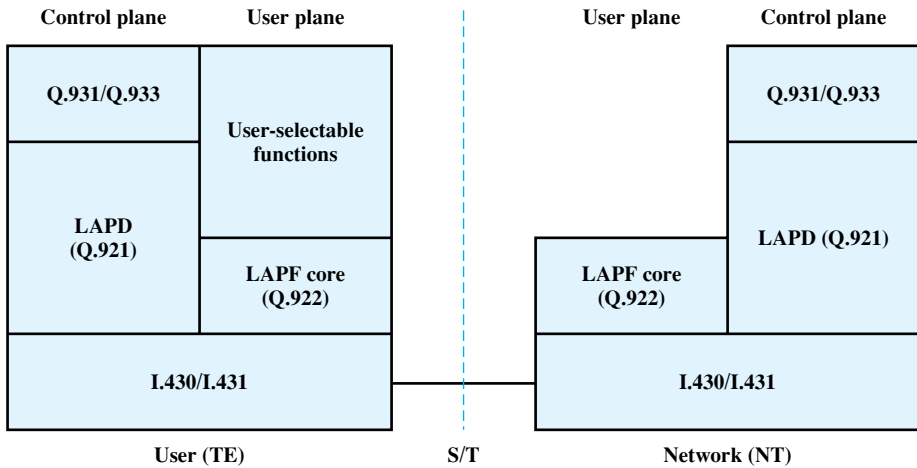 Control plane
User plane
User plane
Control plane
Q.931/Q.933
User-selectable
functions
LAPD
(Q.921)
LAPF core
(Q.922)
I.430/I.431
Q.931/Q.933
LAPD (Q.921)
LAPF core
(Q.922)
I.430/I.431
User (TE)
S/T
Network (NT)